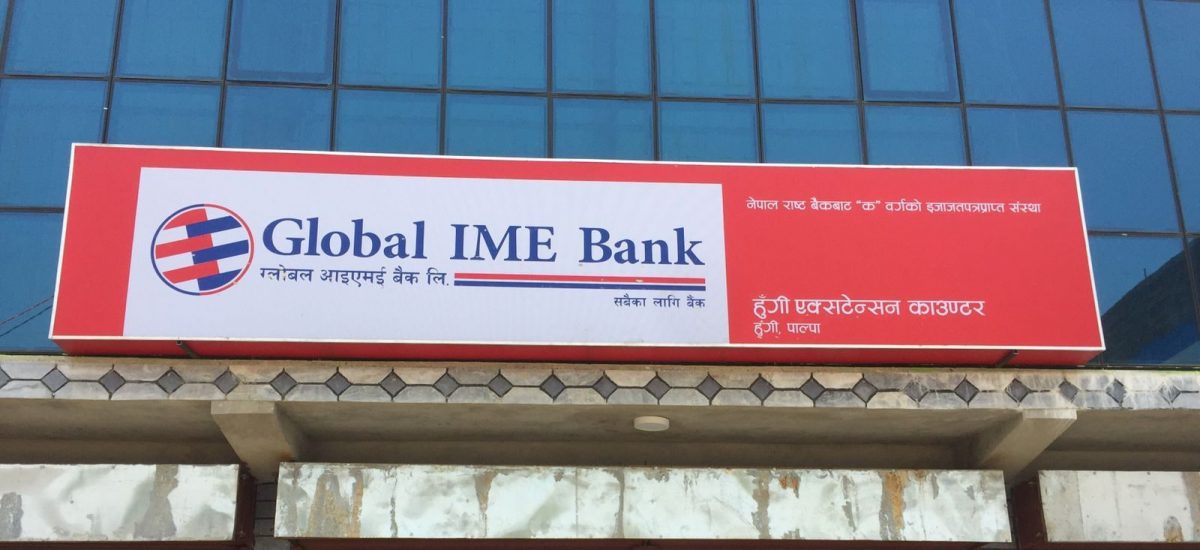 Global IME Bank
ग्लोबल आइएमई बैंक लि.
सबैका लागि बैंक
नेपाल राष्ट बैंकबाट "क" वर्गको इजाजतपत्रप्राप्त संस्था
हुँगी एक्सटेन्सन काउण्टर
हुँगी, पाल्पा